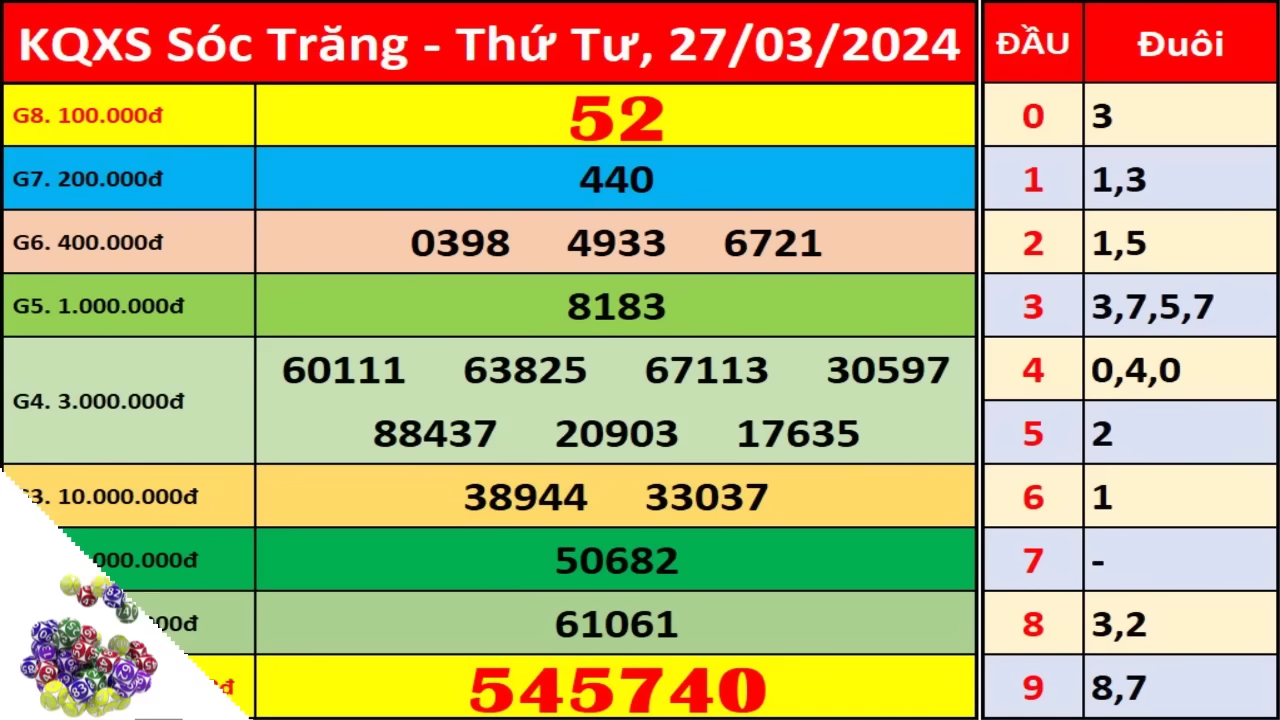 KQXS Sóc Trăng - Thứ Tư, 27/03/2024
G8. 100.000đ 52
G7. 200.000đ 440
G6. 400.000đ 0398 4933 6721
G5. 1.000.000đ 8183
G4. 3.000.000đ
60111 63825 67113 30597
88437 20903 17635
3. 10.000.000đ 38944 33037
000.000đ 50682
00đ 61061
đ 545740
ĐẦU Đuôi
0 3
1 1,3
2 1,5
3 3,7,5,7
4 0,4,0
5 2
6 1
7 -
8 3,2
9 8,7